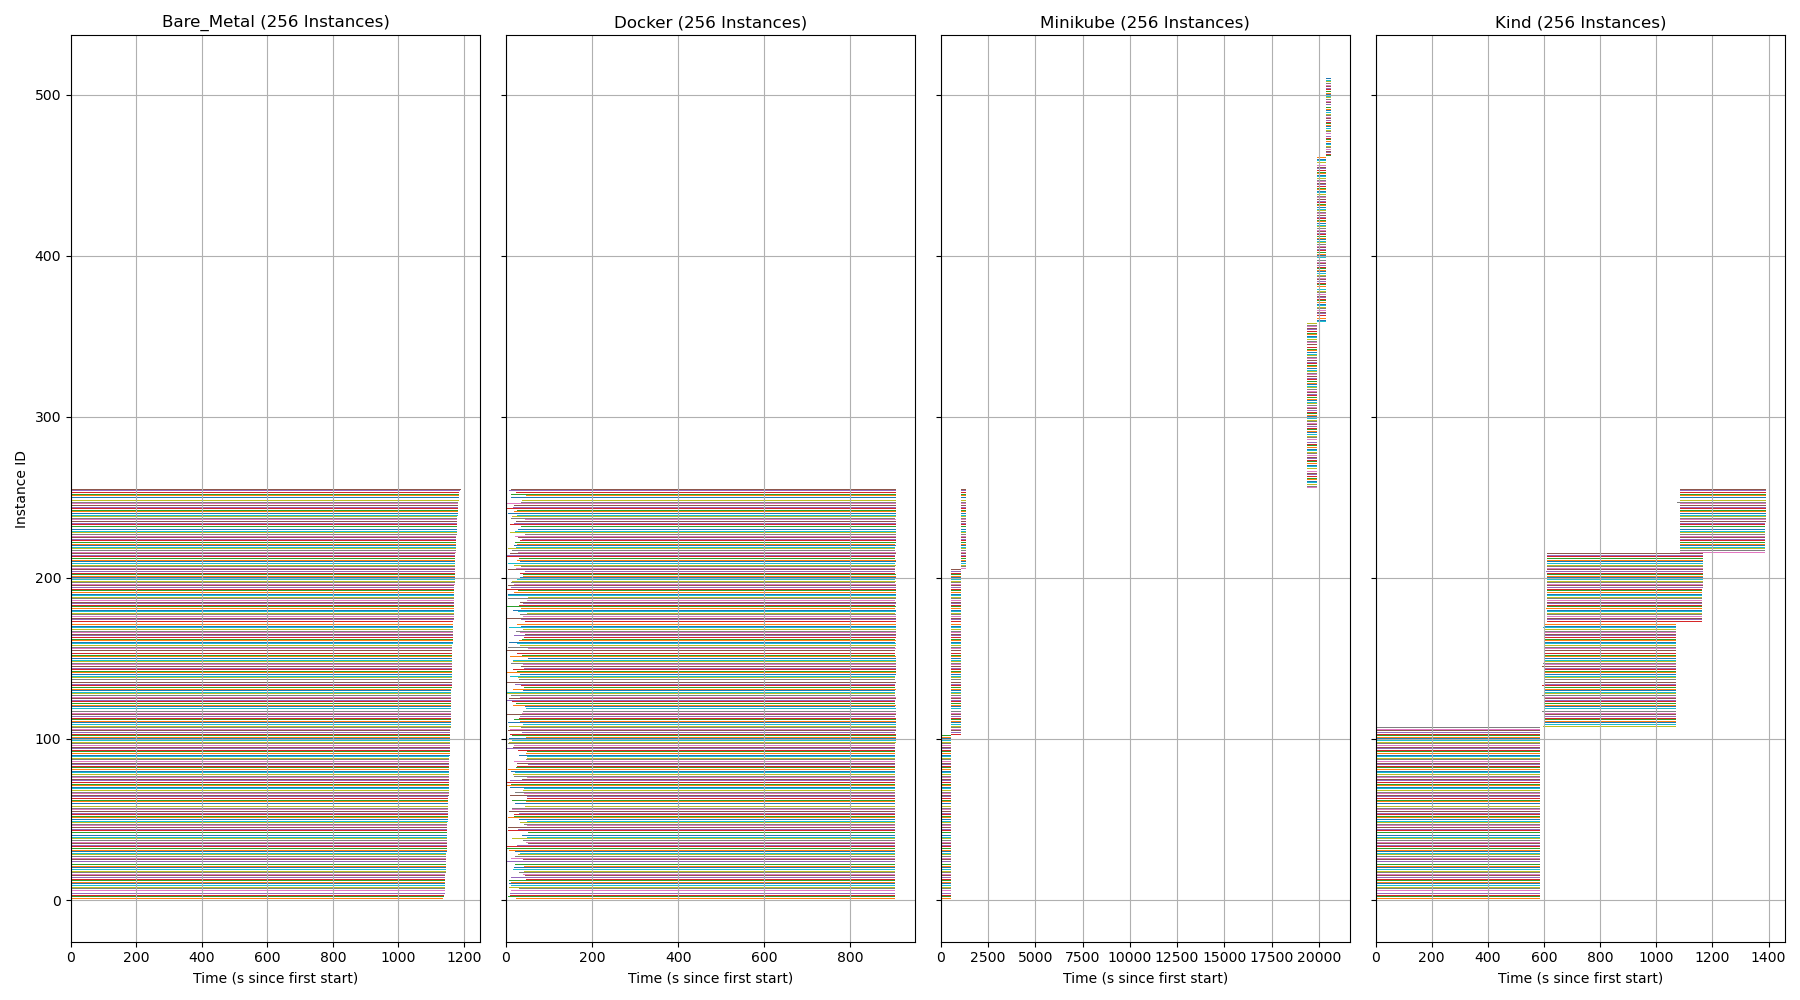 Bare_Metal (256 Instances)
Docker (256 Instances)
Minikube (256 Instances)
Kind (256 Instances)
Instance ID
500
400
300
200
100
0
0 200 400 600 800 1000 1200
0 200 400 600 800
0 2500 5000 7500 10000 12500 15000 17500 20000
0 200 400 600 800 1000 1200 1400
Time (s since first start)
Time (s since first start)
Time (s since first start)
Time (s since first start)